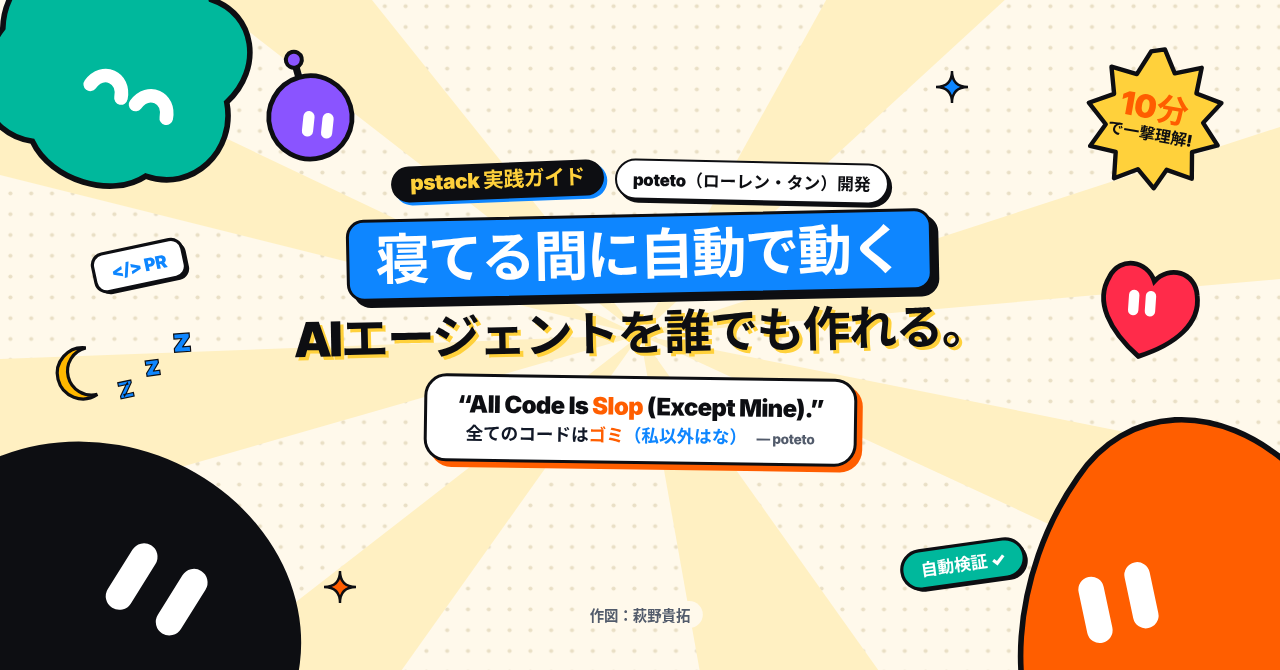 10分
で一撃理解!
pstack 実践ガイド
poteto（ローレン・タン）開発
寝てる間に自動で動く
</> PR
AIエージェントを誰でも作れる。
z
z
z
“All Code Is Slop (Except Mine).”
全てのコードはゴミ（私以外はな） — poteto
自動検証 ✓
作図：萩野貴拓